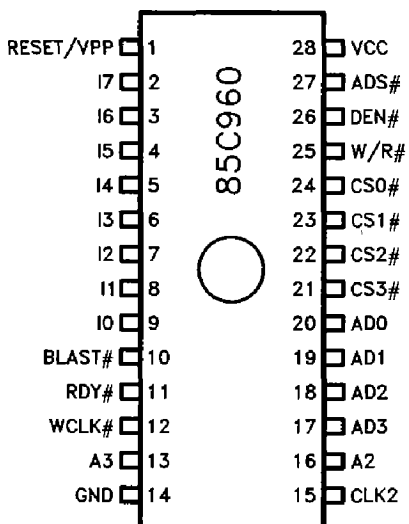 RESET/VPP 1 28 VCC
I7 2 27 ADS#
I6 3 26 DEN#
I5 4 25 W/R#
I4 5 24 CS0#
I3 6 23 CS1#
I2 7 22 CS2#
I1 8 21 CS3#
I0 9 20 AD0
BLAST# 10 19 AD1
RDY# 11 18 AD2
WCLK# 12 17 AD3
A3 13 16 A2
GND 14 15 CLK2
85C960